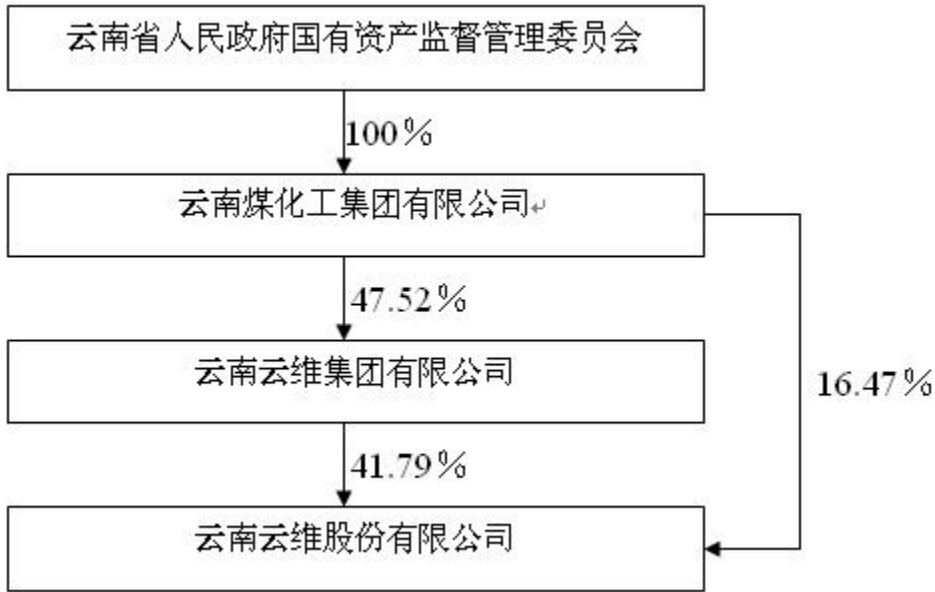 云南省人民政府国有资产监督管理委员会
100％
云南煤化工集团有限公司↵
47.52％
云南云维集团有限公司
16.47％
41.79％
云南云维股份有限公司